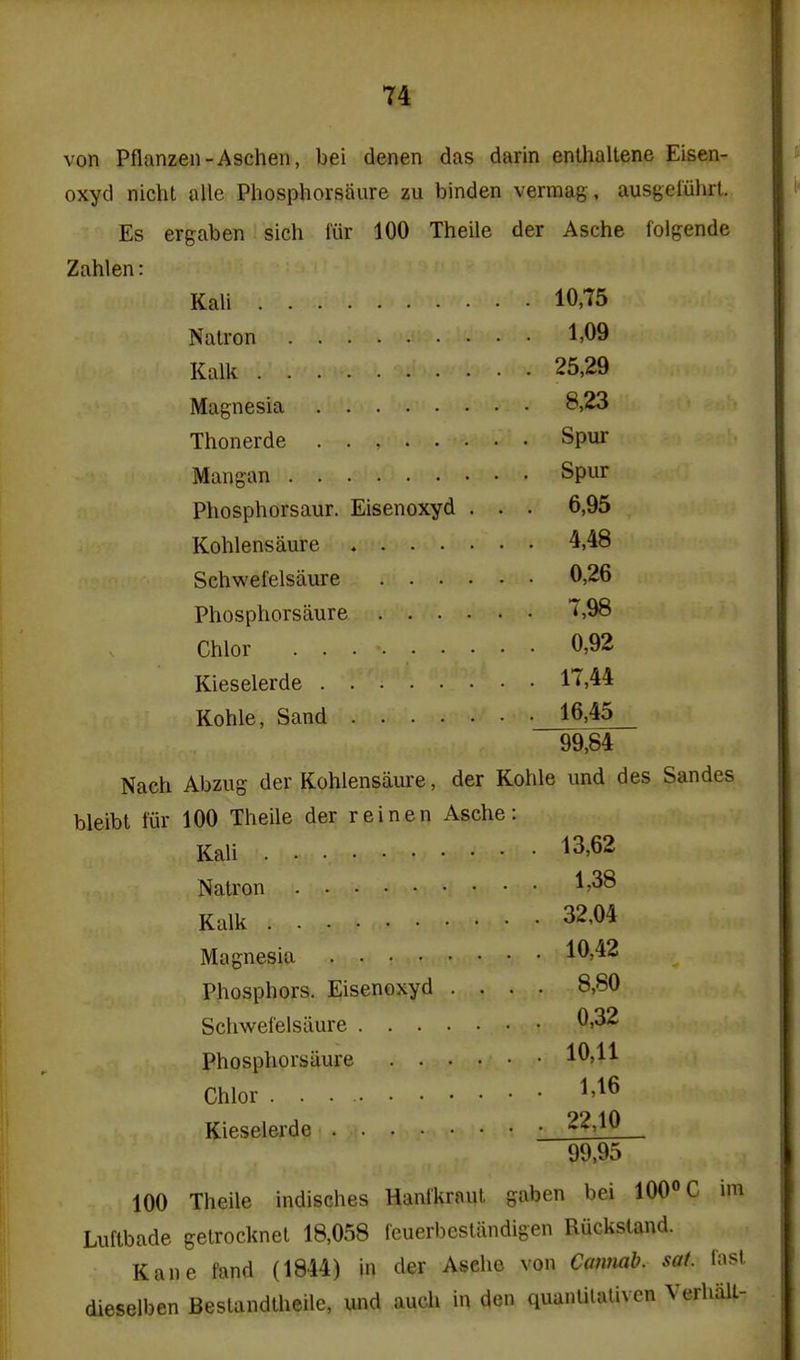 74
von Pflanzen-Aschen, bei denen das darin enthaltene Eisen-
oxyd nicht alle Phosphorsäure zu binden vermag, ausgeführt.
Es ergaben sich für 100 Theile der Asche folgende
Zahlen:
Kali . . . . . . . . . . 10,75
Natron . . . . . . . . . 1,09
Kalk . . . . . . . . . . 25,29
Magnesia . . . . . . . . 8,23
Thonerde . . . . . . . . Spur
Mangan . . . . . . . . . Spur
Phosphorsaur. Eisenoxyd . . . 6,95
Kohlensäure . . . . . . . 4,48
Schwefelsäure . . . . . . 0,26
Phosphorsäure . . . . . . 7,98
Chlor . . . . . . . . . 0,92
Kieselerde . . . . . . . . 17,44
Kohle, Sand . . . . . . . 16,45
99,84
Nach Abzug der Kohlensäure, der Kohle und des Sandes
bleibt für 100 Theile der reinen Asche:
Kali . . . . . . . . . . 13,62
Natron . . . . . . . . . 1,38
Kalk . . . . . . . . . . 32,04
Magnesia . . . . . . . . 10,42
Phosphors. Eisenoxyd . . . . 8,80
Schwefelsäure . . . . . . . 0,32
Phosphorsäure . . . . . . 10,11
Chlor . . . . . . . . . . 1,16
Kieselerde . . . . . . . . 22,10
99,95
100 Theile indisches Hanfkraut gaben bei 100° C im
Luftbade getrocknet 18,058 feuerbeständigen Rückstand.
Kane fand (1844) in der Asche von Cannab. sat. fast
dieselben Bestandtheile, und auch in den quantitativen Verhält-